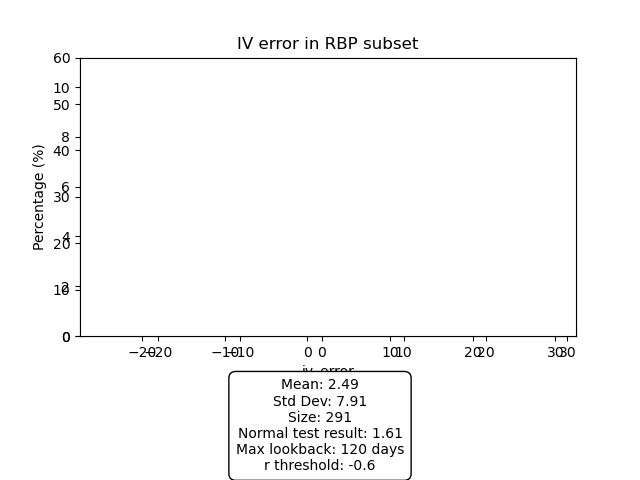 IV error in RBP subset
Percentage (%)
60
10
50
8
40
6
30
4
20
2
10
0
0
−20
−20
−10
−10
0
0
10
10
20
20
30
30
iv_error
Mean: 2.49
Std Dev: 7.91
Size: 291
Normal test result: 1.61
Max lookback: 120 days
r threshold: -0.6